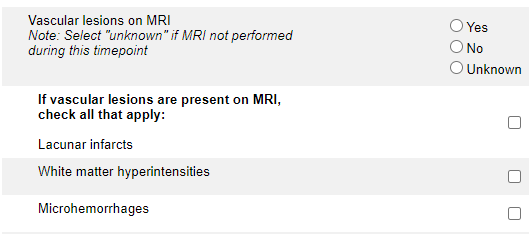 Vascular lesions on MRI
Note: Select "unknown" if MRI not performed
during this timepoint
Yes
No
Unknown
If vascular lesions are present on MRI,
check all that apply:
Lacunar infarcts
White matter hyperintensities
Microhemorrhages